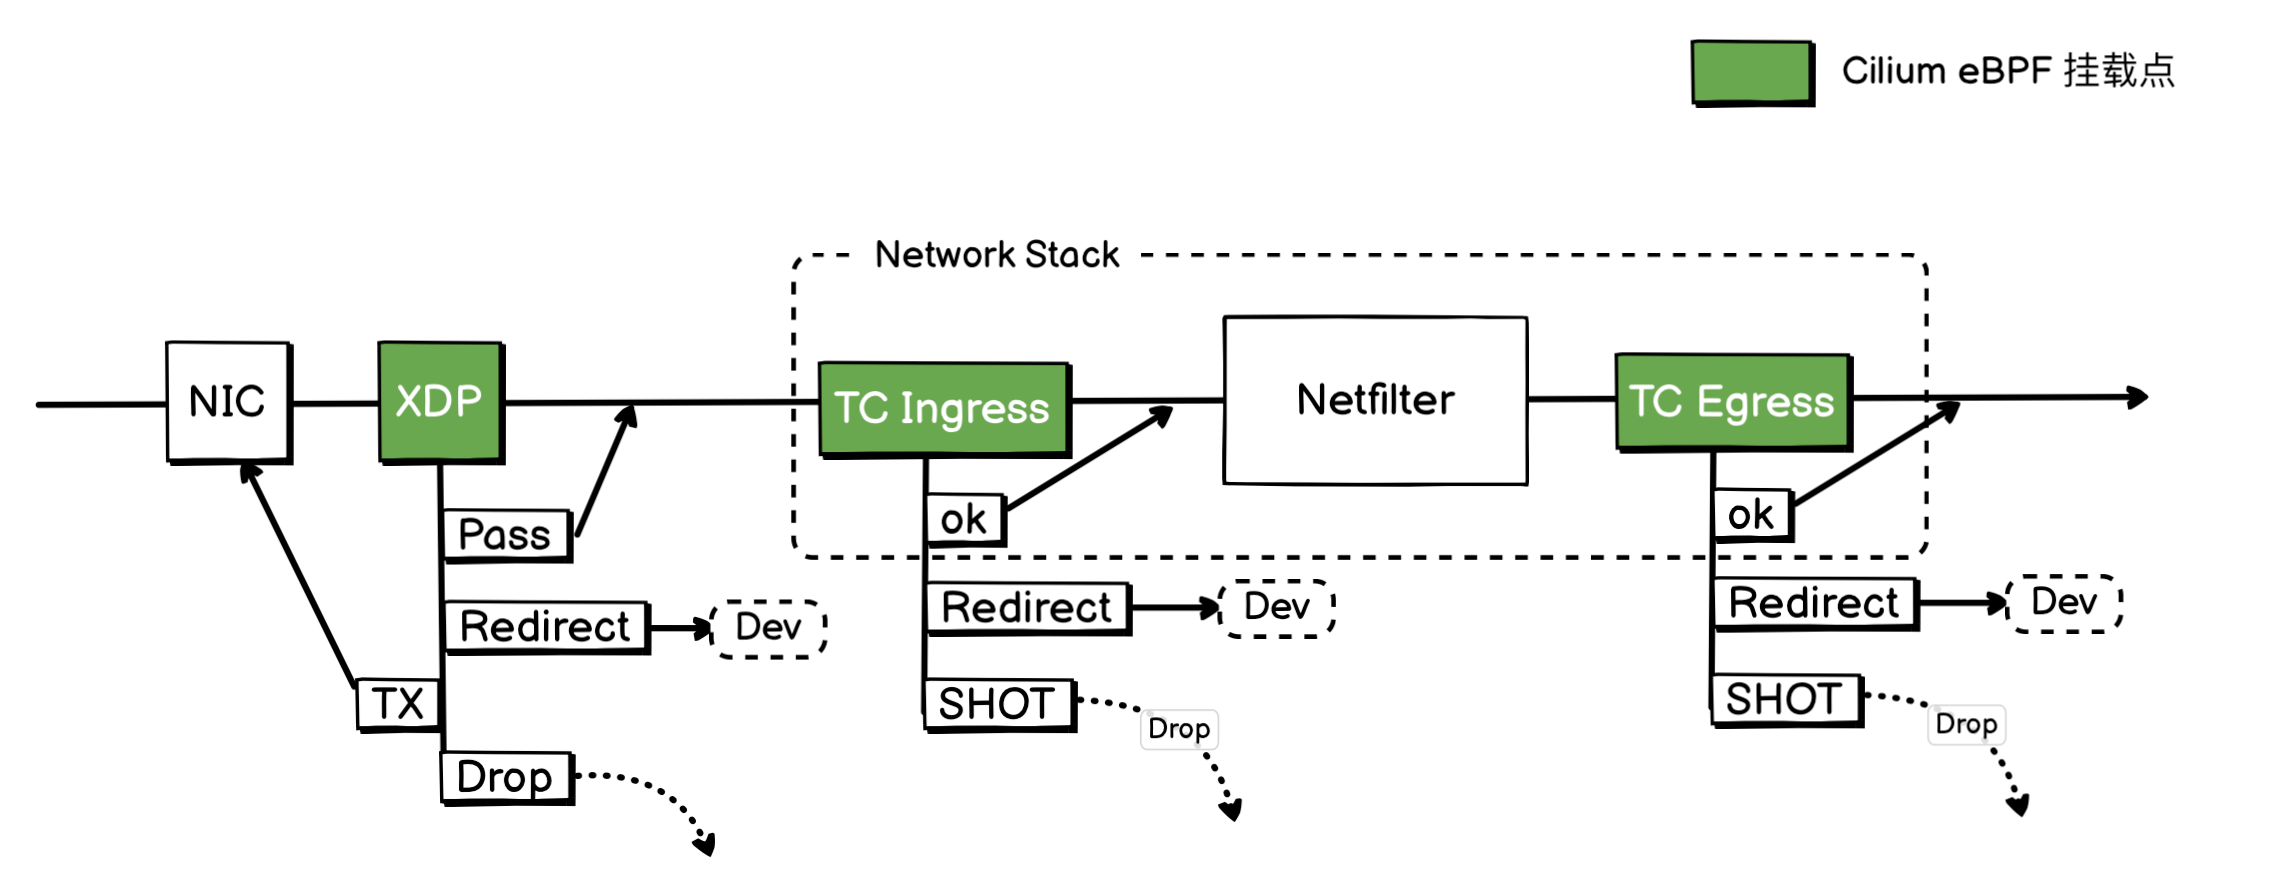 Cilium eBPF 挂载点
Network Stack
NIC
XDP
TC Ingress
Netfilter
TC Egress
Pass
Redirect
Dev
TX
Drop
ok
Redirect
Dev
SHOT
Drop
ok
Redirect
Dev
SHOT
Drop